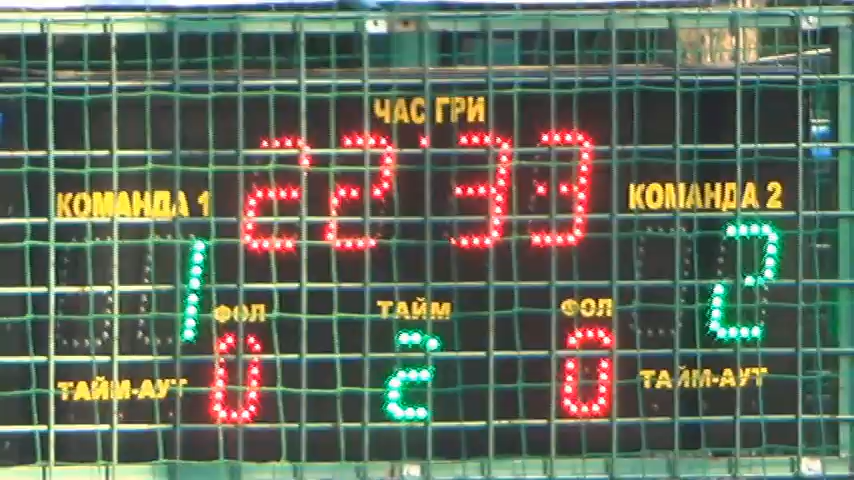 ЧАС ГРИ
22:33
КОМАНДА 1
КОМАНДА 2
1
2
ФОЛ
ТАЙМ
ФОЛ
0
2
0
ТАЙМ-АУТ
ТАЙМ-АУТ